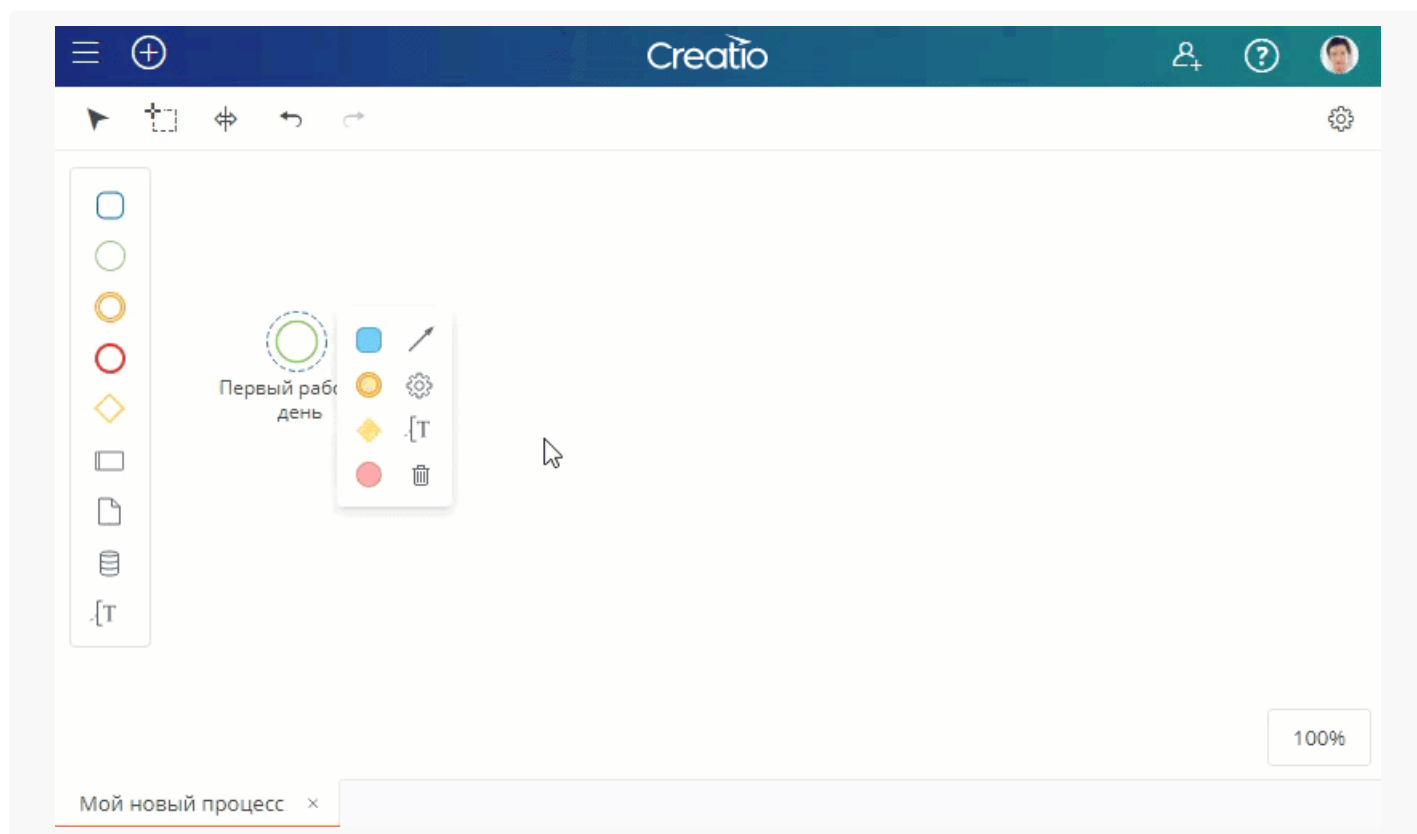 Creatio
Первый рабо
день
{T
{T
100%
Мой новый процесс ×